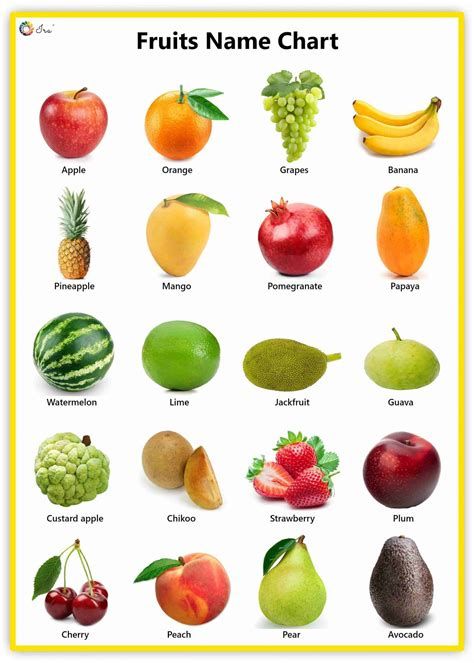 Ira
Fruits Name Chart
Apple
Orange
Grapes
Banana
Pineapple
Mango
Pomegranate
Papaya
Watermelon
Lime
Jackfruit
Guava
Custard apple
Chikoo
Strawberry
Plum
Cherry
Peach
Pear
Avocado